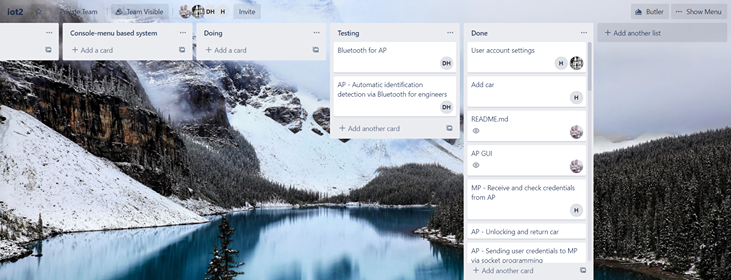 iot2 Private Team Team Visible DH H Invite Butler ··· Show Menu
Console-menu based system
+ Add a card
Doing
+ Add a card
Testing
Bluetooth for AP
DH
AP - Automatic identification
detection via Bluetooth for engineers
DH
+ Add another card
Done
User account settings
H
Add car
H
README.md
AP GUI
MP - Receive and check credentials
from AP
H
AP - Unlocking and return car
AP - Sending user credentials to MP
via socket programming
+ Add another card
+ Add another list